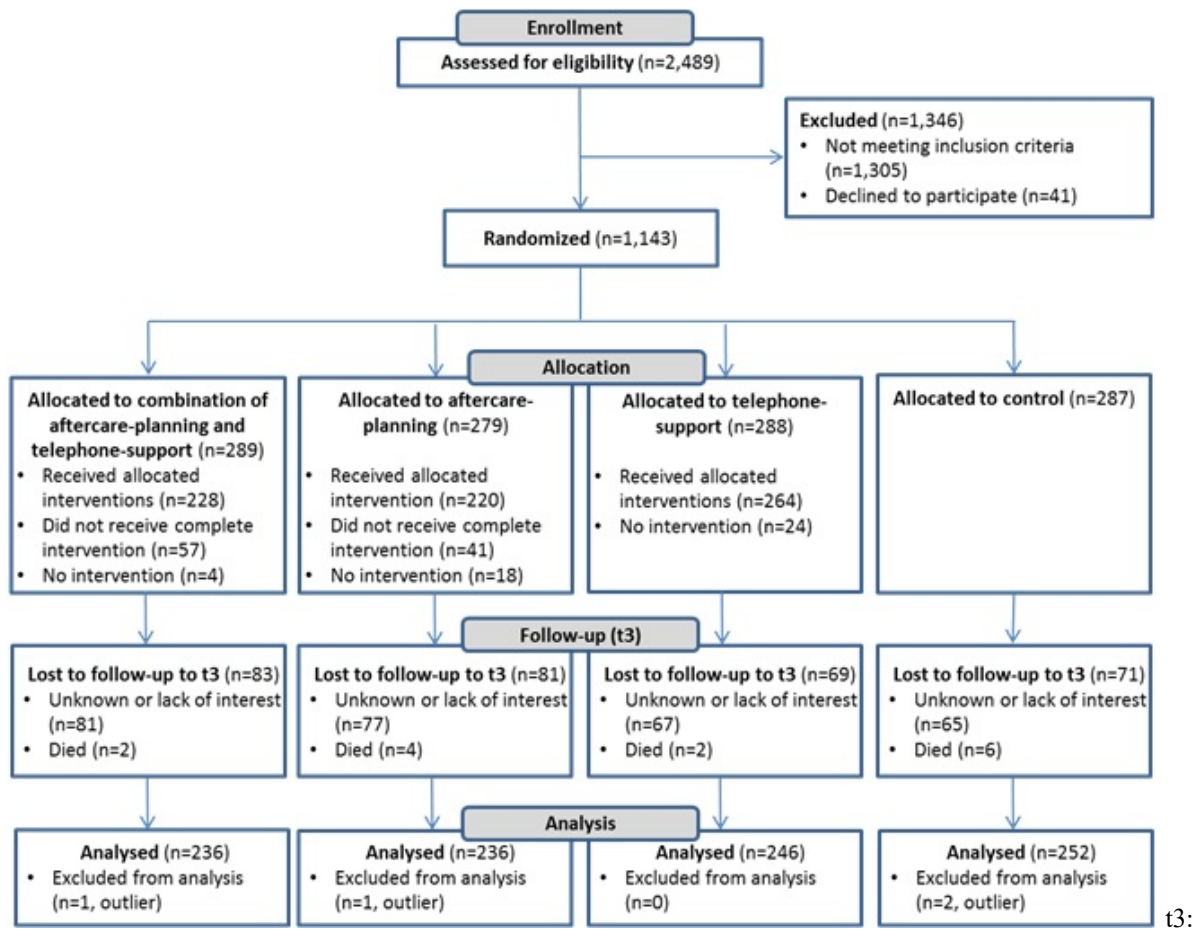 Enrollment
Assessed for eligibility (n=2,489)
Excluded (n=1,346)
• Not meeting inclusion criteria
(n=1,305)
• Declined to participate (n=41)
Randomized (n=1,143)
Allocation
Allocated to combination of
aftercare-planning and
telephone-support (n=289)
• Received allocated
interventions (n=228)
• Did not receive complete
intervention (n=57)
• No intervention (n=4)
Allocated to aftercare-
planning (n=279)
• Received allocated
intervention (n=220)
• Did not receive complete
intervention (n=41)
• No intervention (n=18)
Allocated to telephone-
support (n=288)
• Received allocated
interventions (n=264)
• No intervention (n=24)
Allocated to control (n=287)
Follow-up (t3)
Lost to follow-up to t3 (n=83)
• Unknown or lack of interest
(n=81)
• Died (n=2)
Lost to follow-up to t3 (n=81)
• Unknown or lack of interest
(n=77)
• Died (n=4)
Lost to follow-up to t3 (n=69)
• Unknown or lack of interest
(n=67)
• Died (n=2)
Lost to follow-up to t3 (n=71)
• Unknown or lack of interest
(n=65)
• Died (n=6)
Analysis
Analysed (n=236)
• Excluded from analysis
(n=1, outlier)
Analysed (n=236)
• Excluded from analysis
(n=1, outlier)
Analysed (n=246)
• Excluded from analysis
(n=0)
Analysed (n=252)
• Excluded from analysis
(n=2, outlier)
t3: